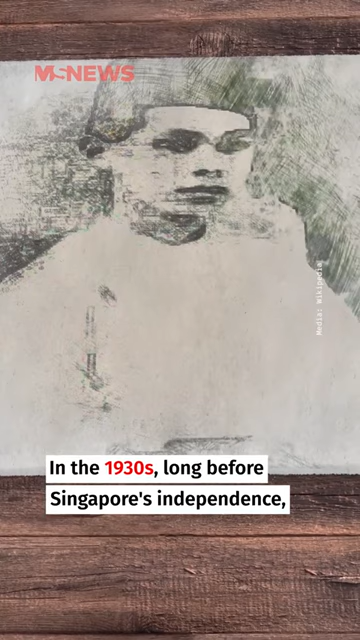 MSNEWS
Media: Wikipedia
In the 1930s, long before
Singapore's independence,